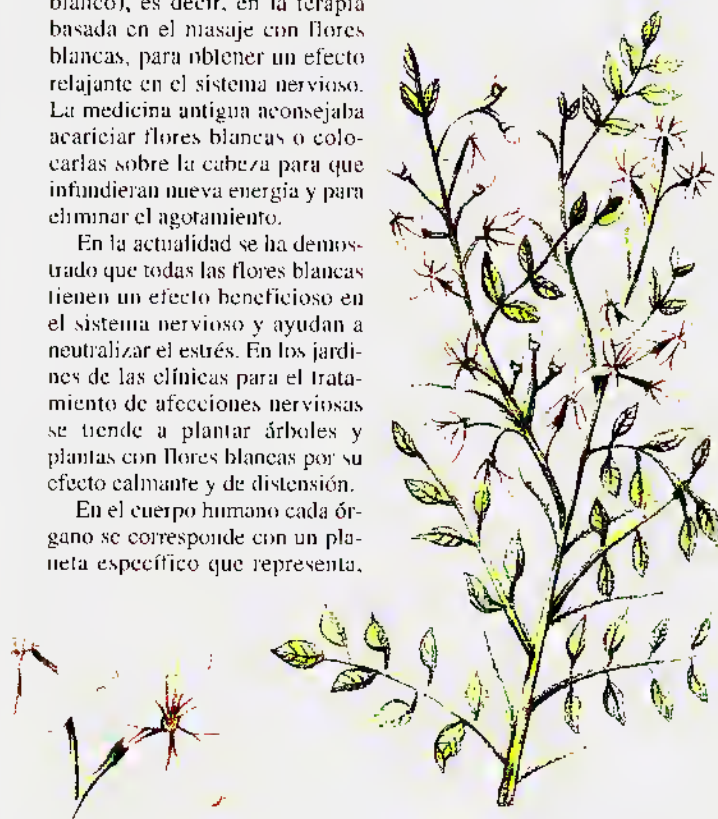 blanco), es decir, en la terapia
basada en el masaje con flores
blancas, para obtener un efecto
relajante en el sistema nervioso.
La medicina antigua aconsejaba
acariciar flores blancas o colo-
carlas sobre la cabeza para que
infundieran nueva energía y para
eliminar el agotamiento.
En la actualidad se ha demos-
trado que todas las flores blancas
tienen un efecto beneficioso en
el sistema nervioso y ayudan a
neutralizar el estrés. En los jardi-
nes de las clínicas para el trata-
miento de afecciones nerviosas
se tiende a plantar árboles y
plantas con flores blancas por su
efecto calmante y de distensión.
En el cuerpo humano cada ór-
gano se corresponde con un pla-
neta específico que representa,